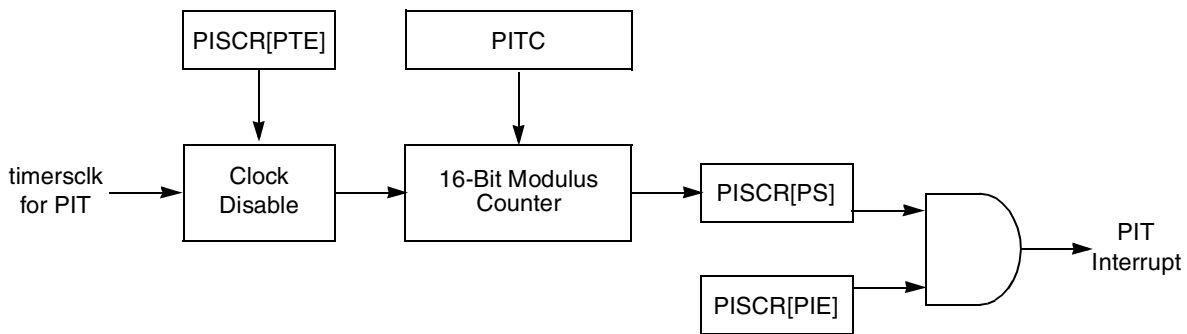 PISCR[PTE]
PITC
timersclk
for PIT
Clock
Disable
16-Bit Modulus
Counter
PISCR[PS]
PISCR[PIE]
PIT
Interrupt